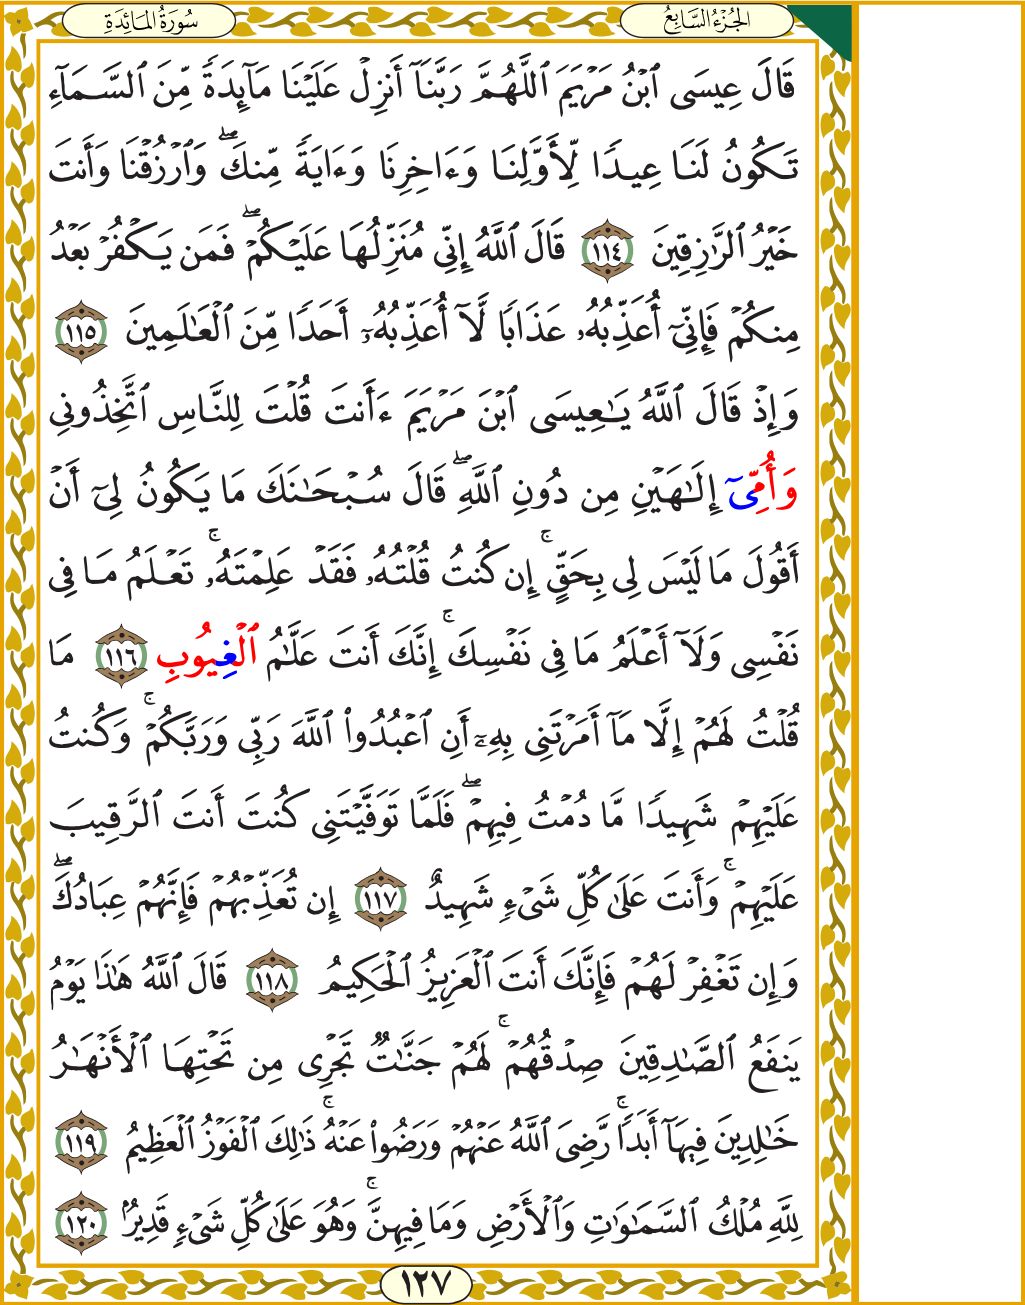 سُورَةُ المَائدَةِ
الجُزْءُ السَّابِعُ
قَالَ عِيسَى ٱبْنُ مَرْيَمَ ٱللَّهُمَّ رَبَّنَآ أَنزِلْ عَلَيْنَا مَآئِدَةً مِّنَ ٱلسَّمَآءِ
تَكُونُ لَنَا عِيدًا لِّأَوَّلِنَا وَءَاخِرِنَا وَءَايَةً مِّنكَۖ وَٱرْزُقْنَا وَأَنتَ
خَيْرُ ٱلرَّٰزِقِينَ ١١٤ قَالَ ٱللَّهُ إِنِّى مُنَزِّلُهَا عَلَيْكُمْۖ فَمَن يَكْفُرْ بَعْدُ
مِنكُمْ فَإِنِّىٓ أُعَذِّبُهُۥ عَذَابًا لَّآ أُعَذِّبُهُۥٓ أَحَدًا مِّنَ ٱلْعَـٰلَمِينَ ١١٥
وَإِذْ قَالَ ٱللَّهُ يَـٰعِيسَى ٱبْنَ مَرْيَمَ ءَأَنتَ قُلْتَ لِلنَّاسِ ٱتَّخِذُونِى
وَأُمِّىَٓ إِلَـٰهَيْنِ مِن دُونِ ٱللَّهِۖ قَالَ سُبْحَـٰنَكَ مَا يَكُونُ لِىٓ أَنْ
أَقُولَ مَا لَيْسَ لِى بِحَقٍّۚ إِن كُنتُ قُلْتُهُۥ فَقَدْ عَلِمْتَهُۥۚ تَعْلَمُ مَا فِى
نَفْسِى وَلَآ أَعْلَمُ مَا فِى نَفْسِكَۚ إِنَّكَ أَنتَ عَلَّـٰمُ ٱلْغِيُوبِ ١١٦ مَا
قُلْتُ لَهُمْ إِلَّا مَآ أَمَرْتَنِى بِهِۦٓ أَنِ ٱعْبُدُوا۟ ٱللَّهَ رَبِّى وَرَبَّكُمْۚ وَكُنتُ
عَلَيْهِمْ شَهِيدًا مَّا دُمْتُ فِيهِمْۖ فَلَمَّا تَوَفَّيْتَنِى كُنتَ أَنتَ ٱلرَّقِيبَ
عَلَيْهِمْۚ وَأَنتَ عَلَىٰ كُلِّ شَىْءٍ شَهِيدٌ ١١٧ إِن تُعَذِّبْهُمْ فَإِنَّهُمْ عِبَادُكَۖ
وَإِن تَغْفِرْ لَهُمْ فَإِنَّكَ أَنتَ ٱلْعَزِيزُ ٱلْحَكِيمُ ١١٨ قَالَ ٱللَّهُ هَـٰذَا يَوْمُ
يَنفَعُ ٱلصَّـٰدِقِينَ صِدْقُهُمْۚ لَهُمْ جَنَّـٰتٌ تَجْرِى مِن تَحْتِهَا ٱلْأَنْهَـٰرُ
خَـٰلِدِينَ فِيهَآ أَبَدًاۚ رَّضِىَ ٱللَّهُ عَنْهُمْ وَرَضُوا۟ عَنْهُۚ ذَٰلِكَ ٱلْفَوْزُ ٱلْعَظِيمُ ١١٩
لِلَّهِ مُلْكُ ٱلسَّمَـٰوَٰتِ وَٱلْأَرْضِ وَمَا فِيهِنَّۚ وَهُوَ عَلَىٰ كُلِّ شَىْءٍ قَدِيرٌۢ ١٢٠
١٢٧